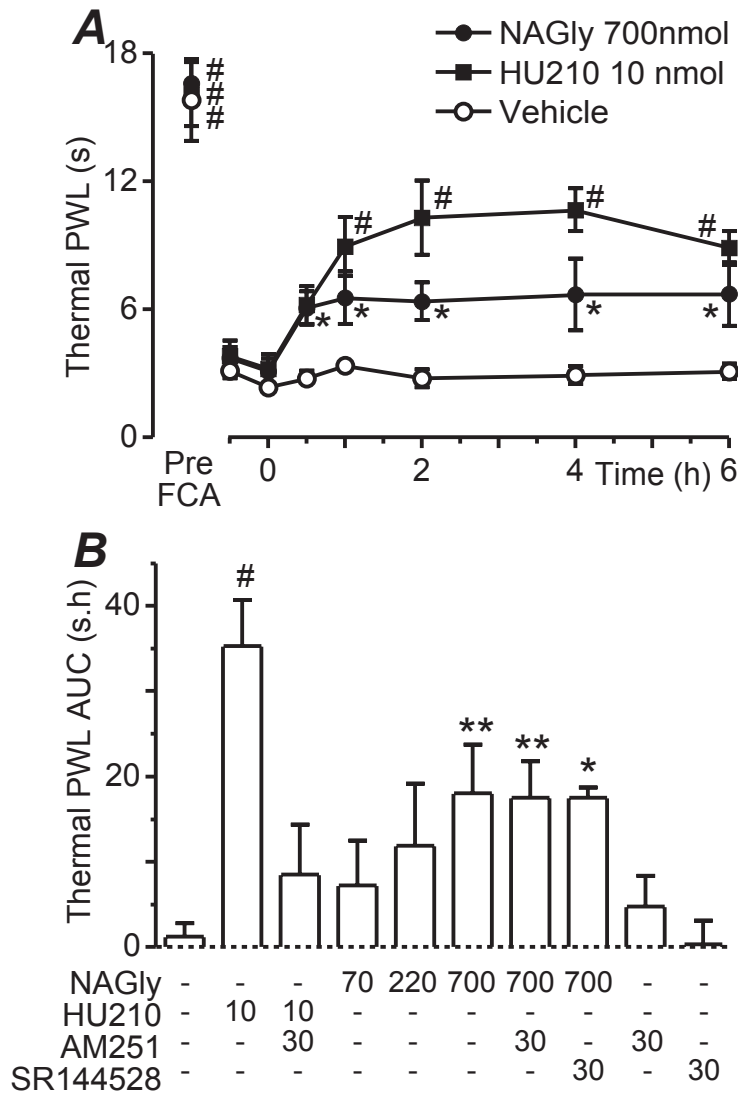 A
NAGly 700nmol
HU210 10 nmol
Vehicle
18
12
6
0
Thermal PWL (s)
#
#
#
#
#
#
#
*
*
*
*
*
Pre
FCA
0
2
4
Time (h)
6
B
Thermal PWL AUC (s.h)
40
20
0
#
**
**
*
NAGly - - - 70 220 700 700 700 - -
HU210 - 10 10 - - - - - - -
AM251 - - 30 - - - 30 - 30 -
SR144528 - - - - - - - 30 - 30